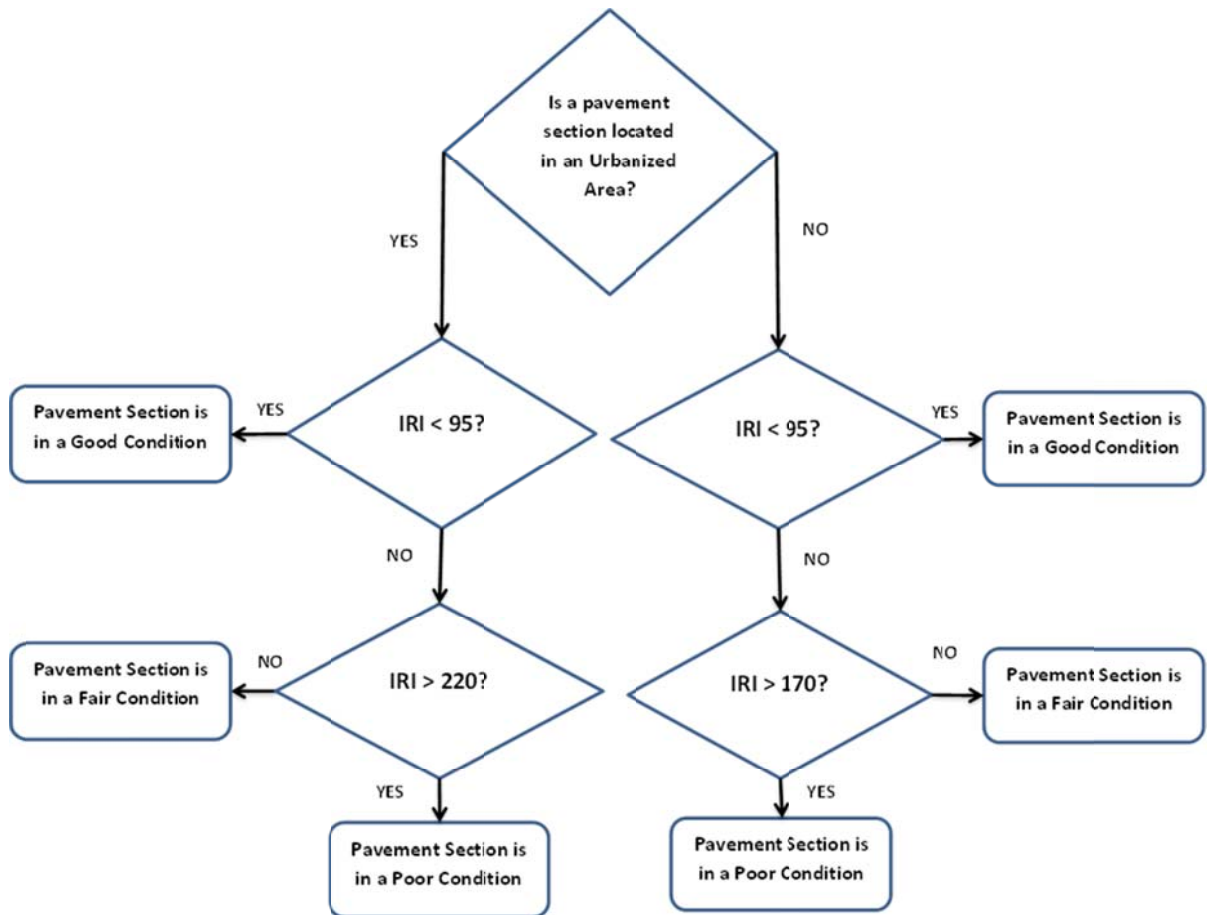 Is a pavement
section located
in an Urbanized
Area?
YES
NO
IRI < 95?
YES
Pavement Section is
in a Good Condition
IRI < 95?
YES
Pavement Section is
in a Good Condition
NO
NO
IRI > 220?
NO
Pavement Section is
in a Fair Condition
IRI > 170?
NO
Pavement Section is
in a Fair Condition
YES
Pavement Section is
in a Poor Condition
YES
Pavement Section is
in a Poor Condition